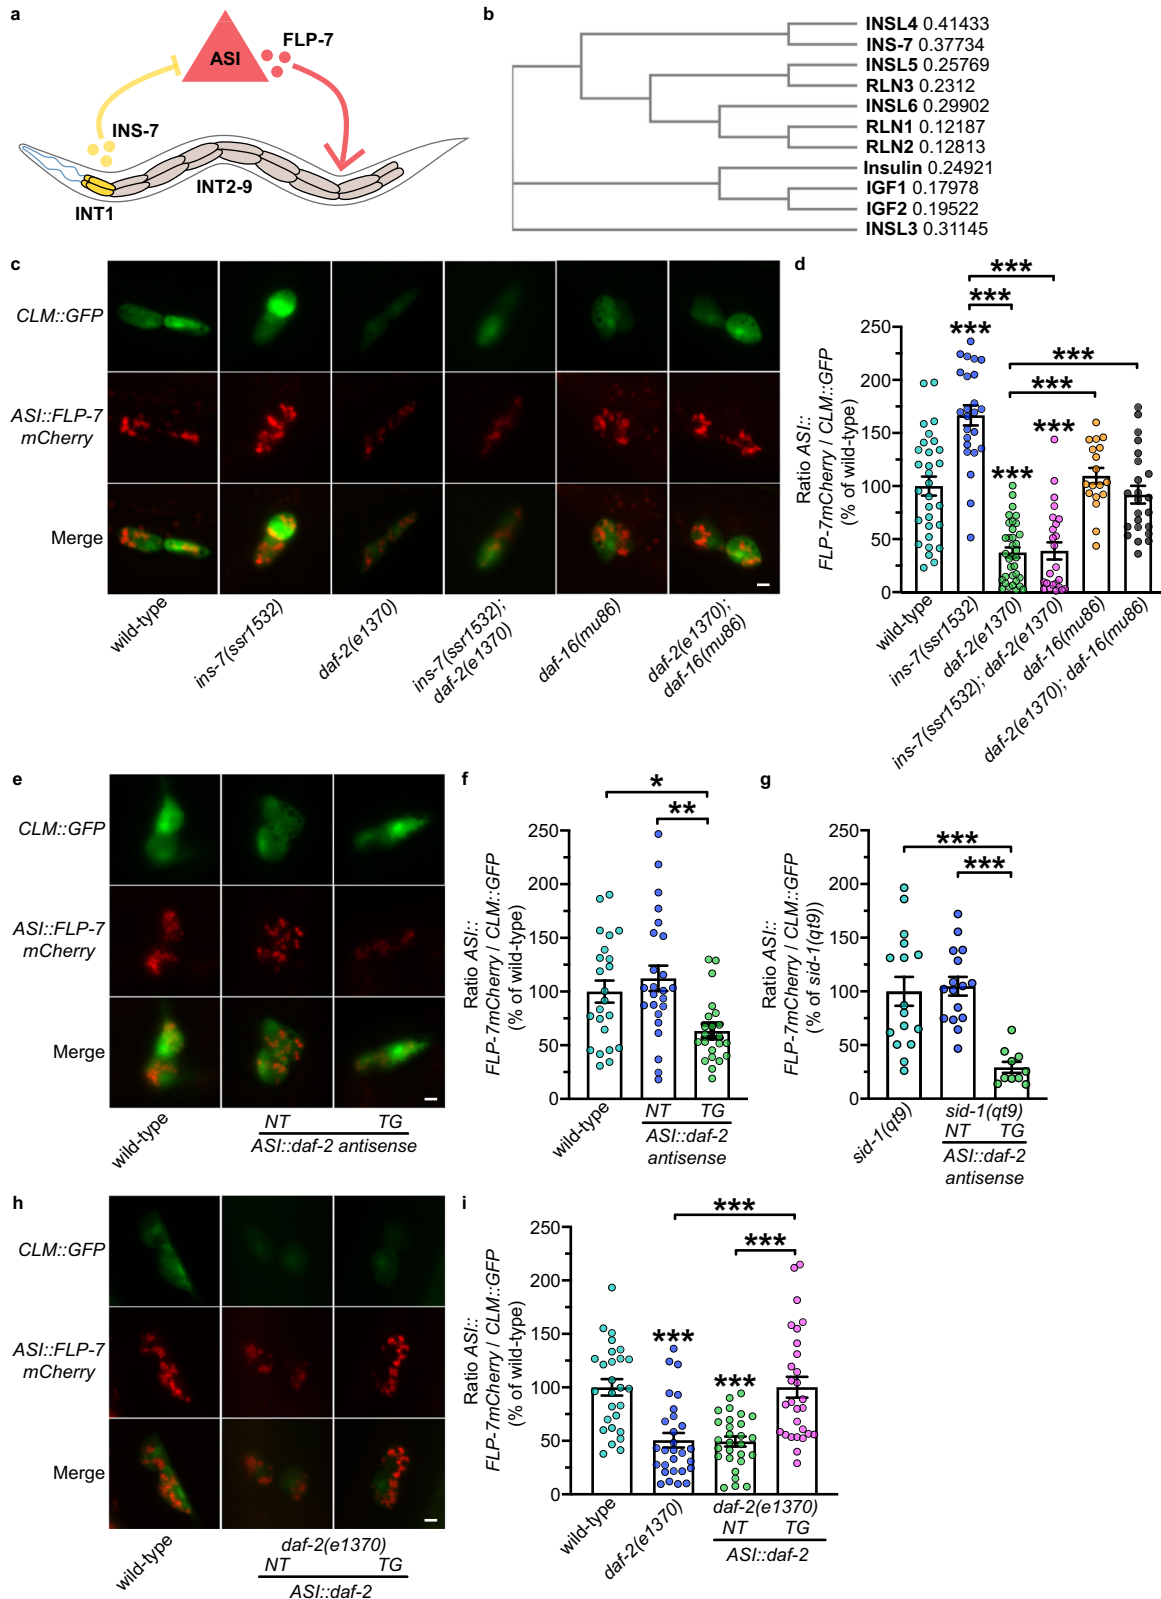 a
ASI
FLP-7
INS-7
INT1
INT2-9
b
INSL4 0.41433
INS-7 0.37734
INSL5 0.25769
RLN3 0.2312
INSL6 0.29902
RLN1 0.12187
RLN2 0.12813
Insulin 0.24921
IGF1 0.17978
IGF2 0.19522
INSL3 0.31145
c
CLM::GFP
ASI::FLP-7
mCherry
Merge
wild-type
ins-7(ssr1532)
daf-2(e1370)
ins-7(ssr1532);
daf-2(e1370)
daf-16(mu86)
daf-2(e1370);
daf-16(mu86)
d
Ratio ASI::
FLP-7mCherry / CLM::GFP
(% of wild-type)
250
200
150
100
50
0
***
***
***
***
***
***
***
wild-type
ins-7(ssr1532)
daf-2(e1370)
ins-7(ssr1532); daf-2(e1370)
daf-16(mu86)
daf-2(e1370); daf-16(mu86)
e
CLM::GFP
ASI::FLP-7
mCherry
Merge
wild-type
NT TG
ASI::daf-2 antisense
f
Ratio ASI::
FLP-7mCherry / CLM::GFP
(% of wild-type)
250
200
150
100
50
0
*
**
wild-type
NT TG
ASI::daf-2
antisense
g
Ratio ASI::
FLP-7mCherry / CLM::GFP
(% of sid-1(qt9))
250
200
150
100
50
0
***
***
sid-1(qt9)
sid-1(qt9)
NT TG
ASI::daf-2
antisense
h
CLM::GFP
ASI::FLP-7
mCherry
Merge
wild-type
daf-2(e1370)
NT TG
ASI::daf-2
i
Ratio ASI::
FLP-7mCherry / CLM::GFP
(% of wild-type)
250
200
150
100
50
0
***
***
***
***
wild-type
daf-2(e1370)
daf-2(e1370)
NT TG
ASI::daf-2